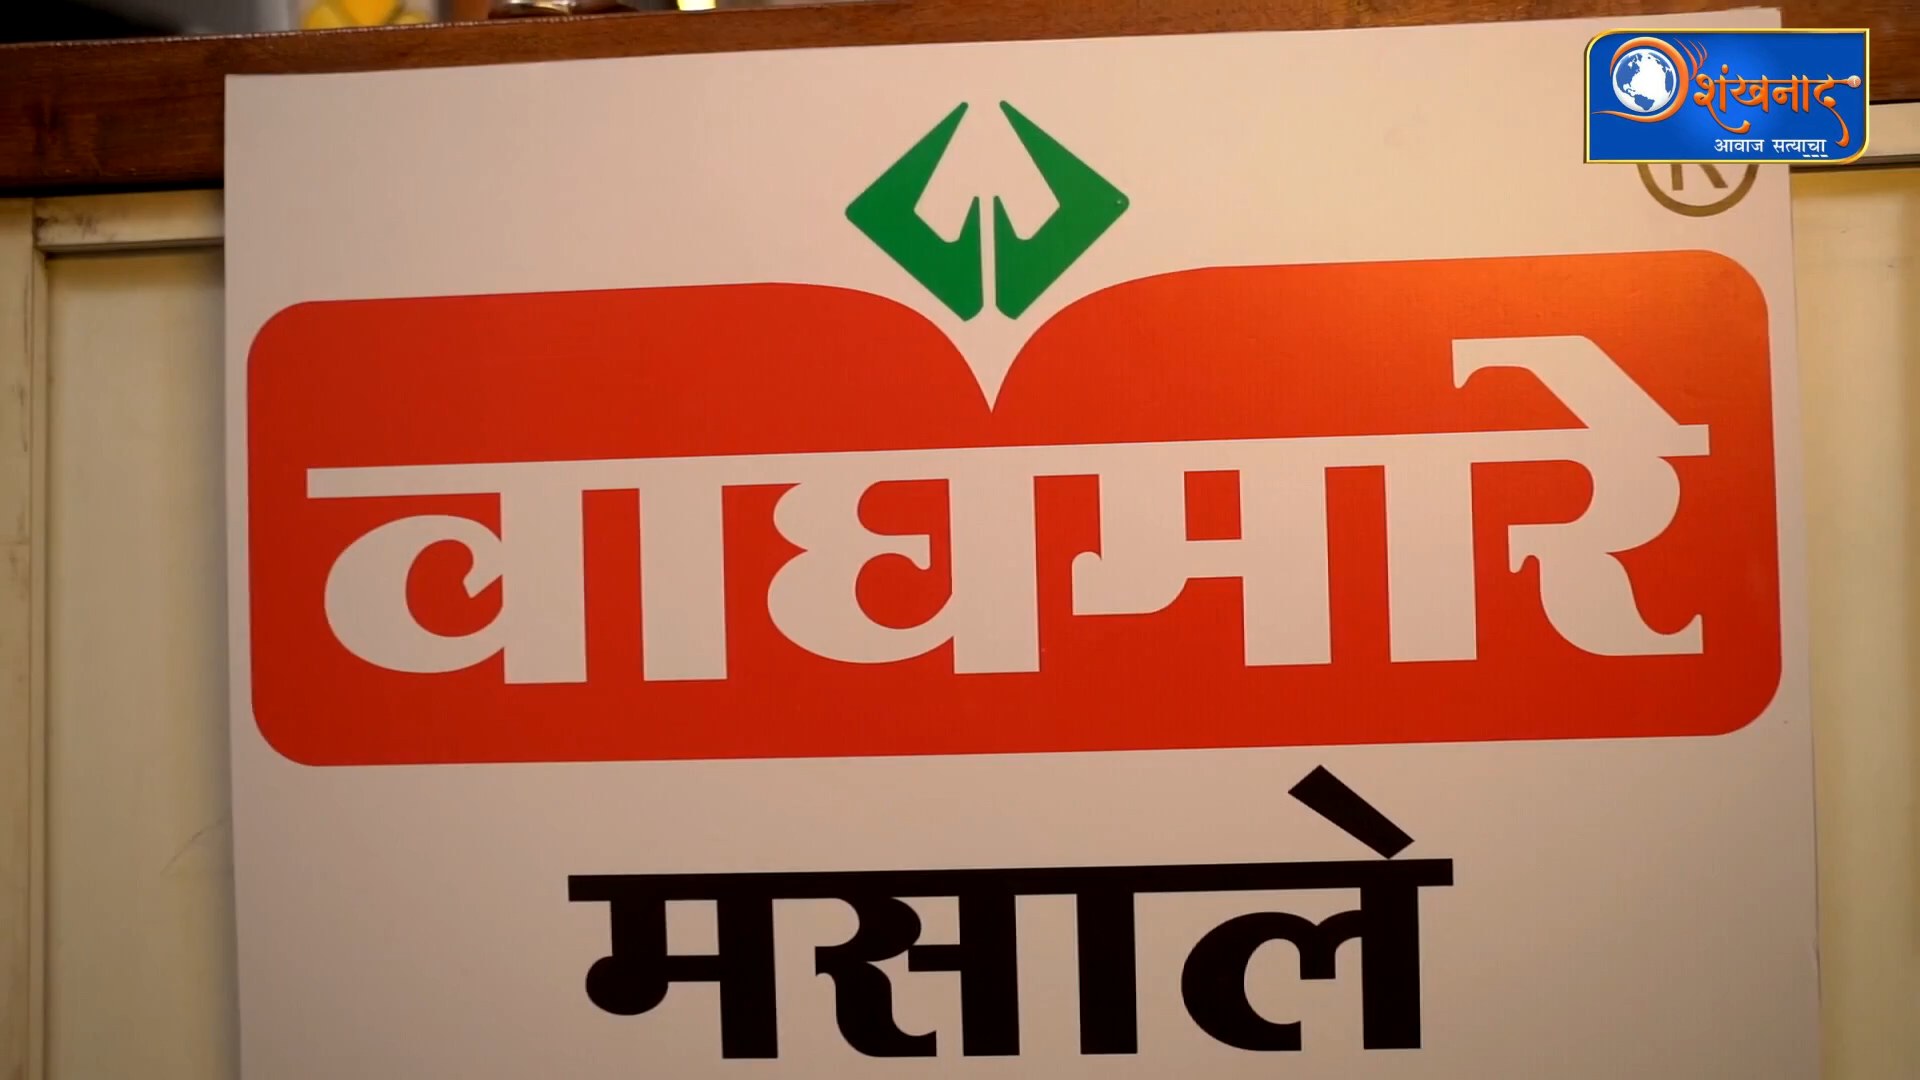 शंखनाद
आवाज सत्याचा
R
वाघमारे
मसाले